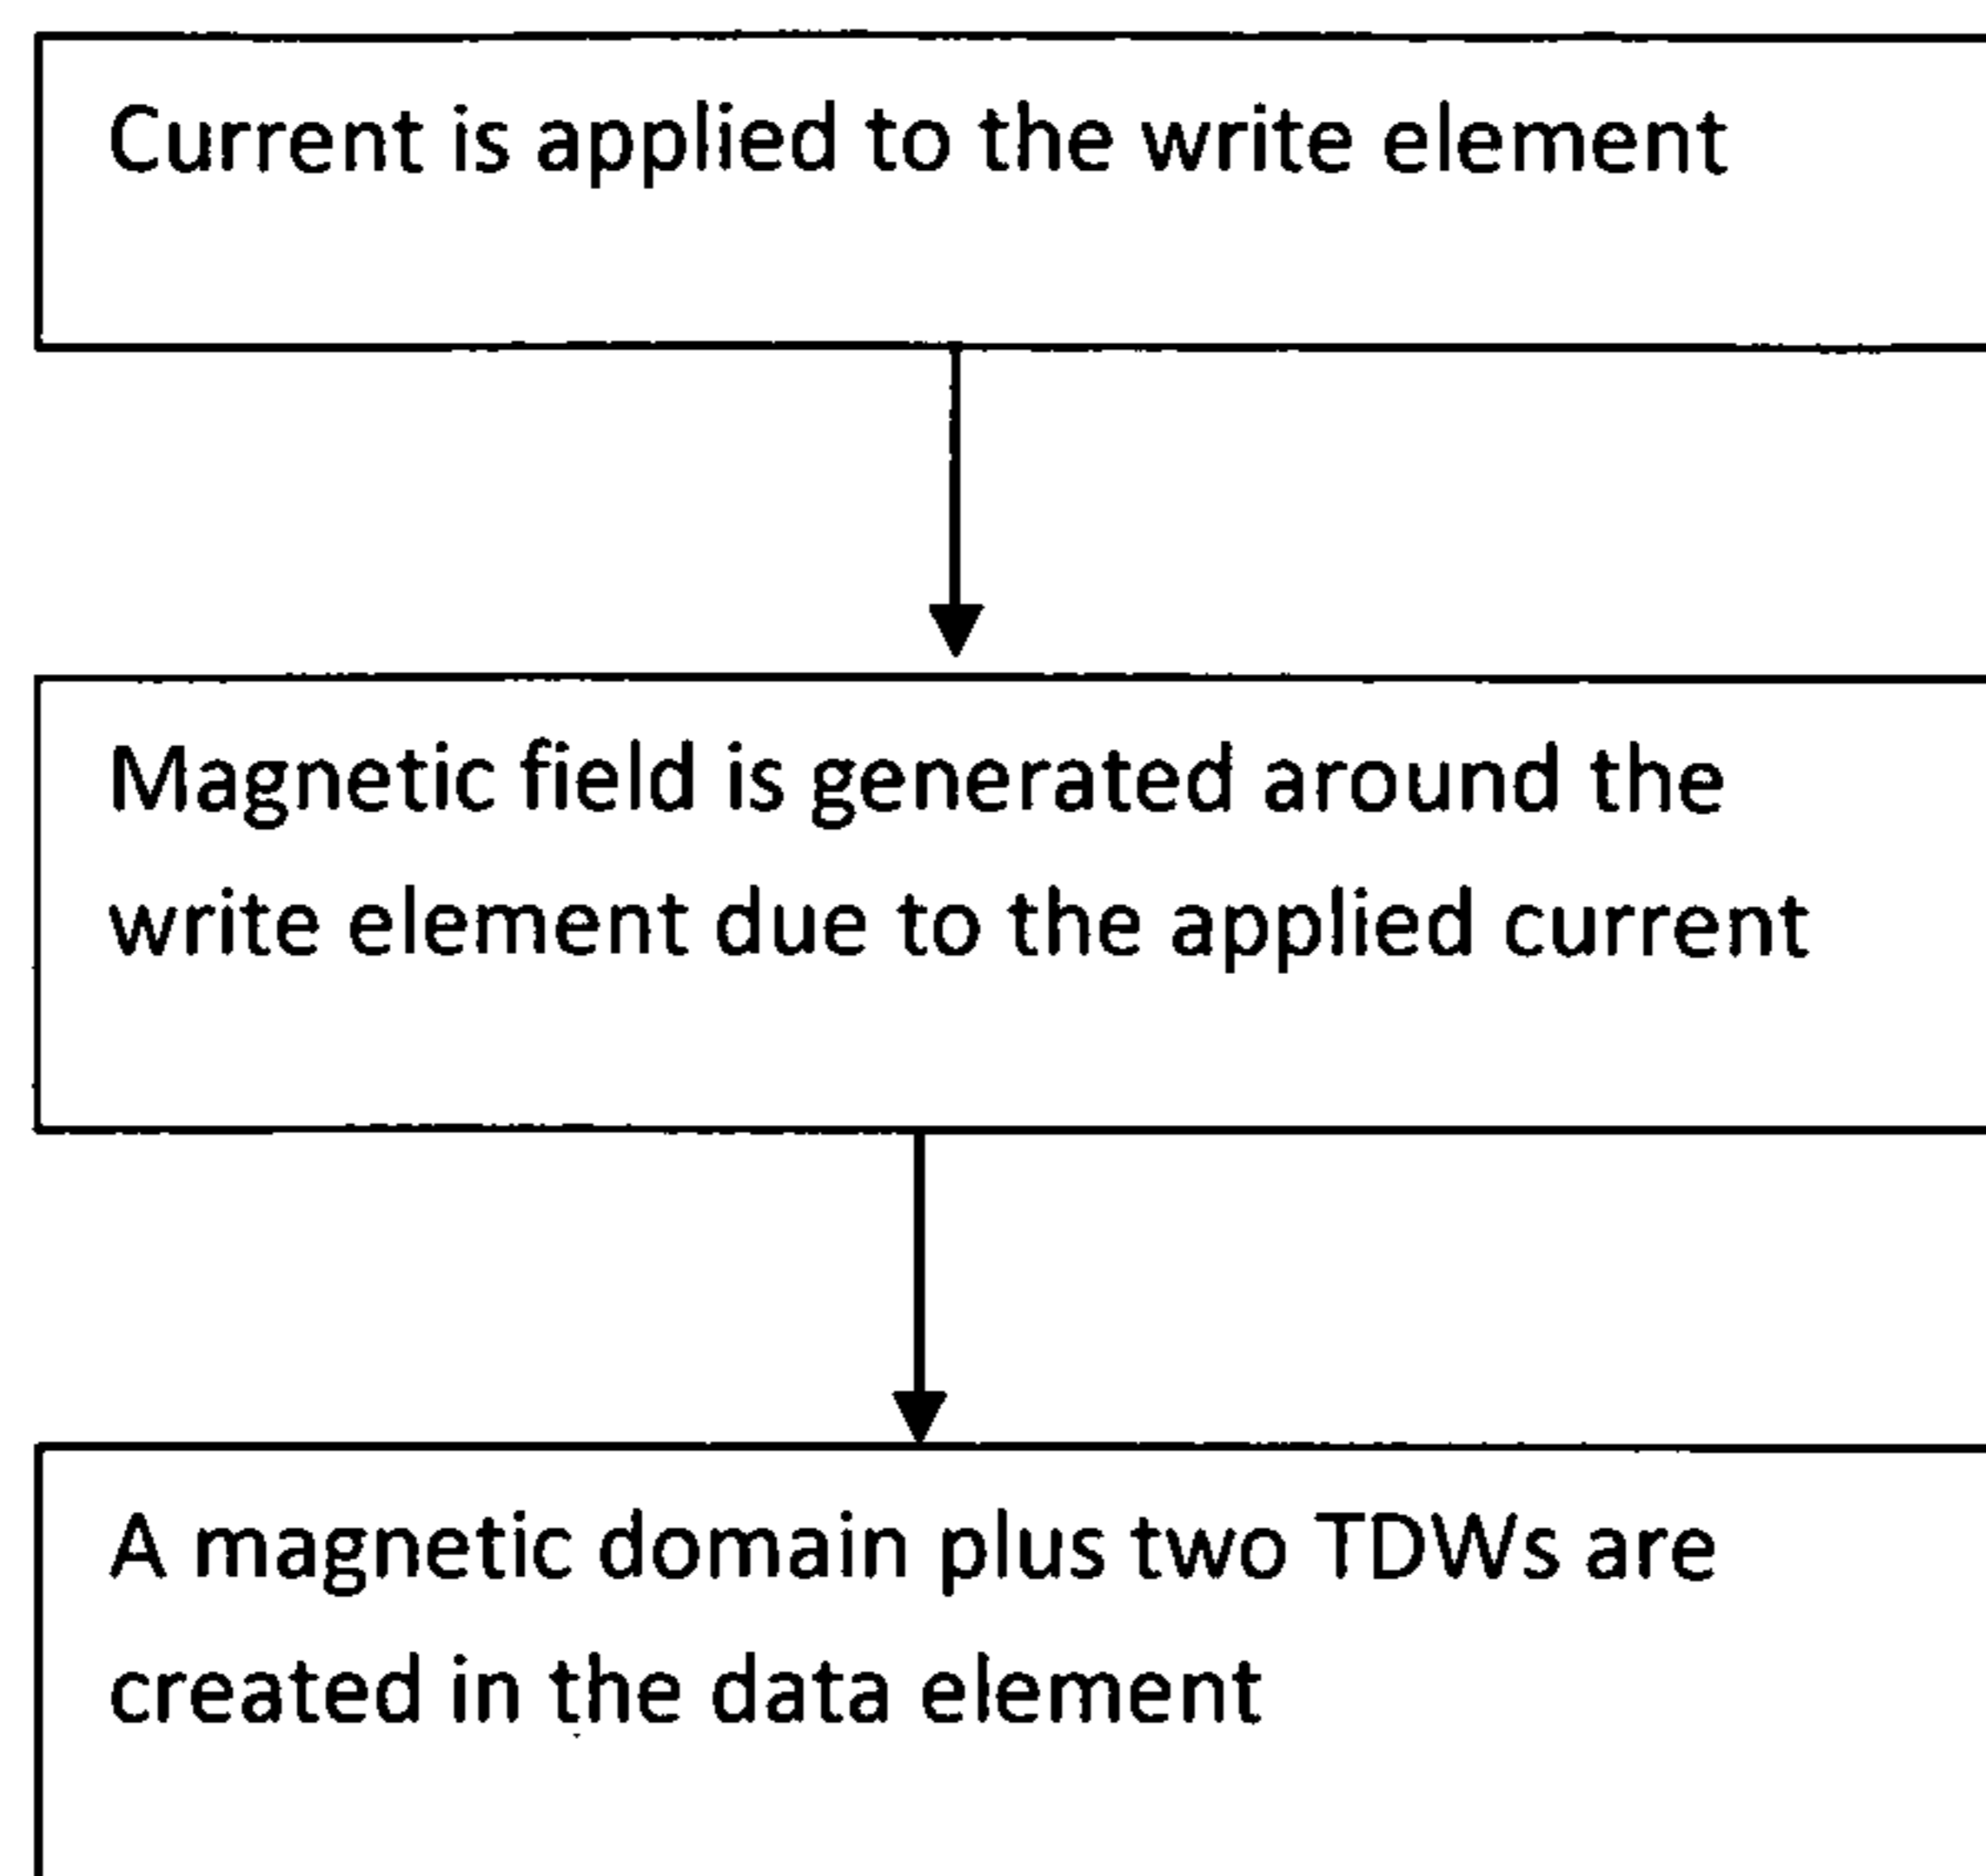 Current is applied to the write element
Magnetic field is generated around the
write element due to the applied current
A magnetic domain plus two TDWs are
created in the data element